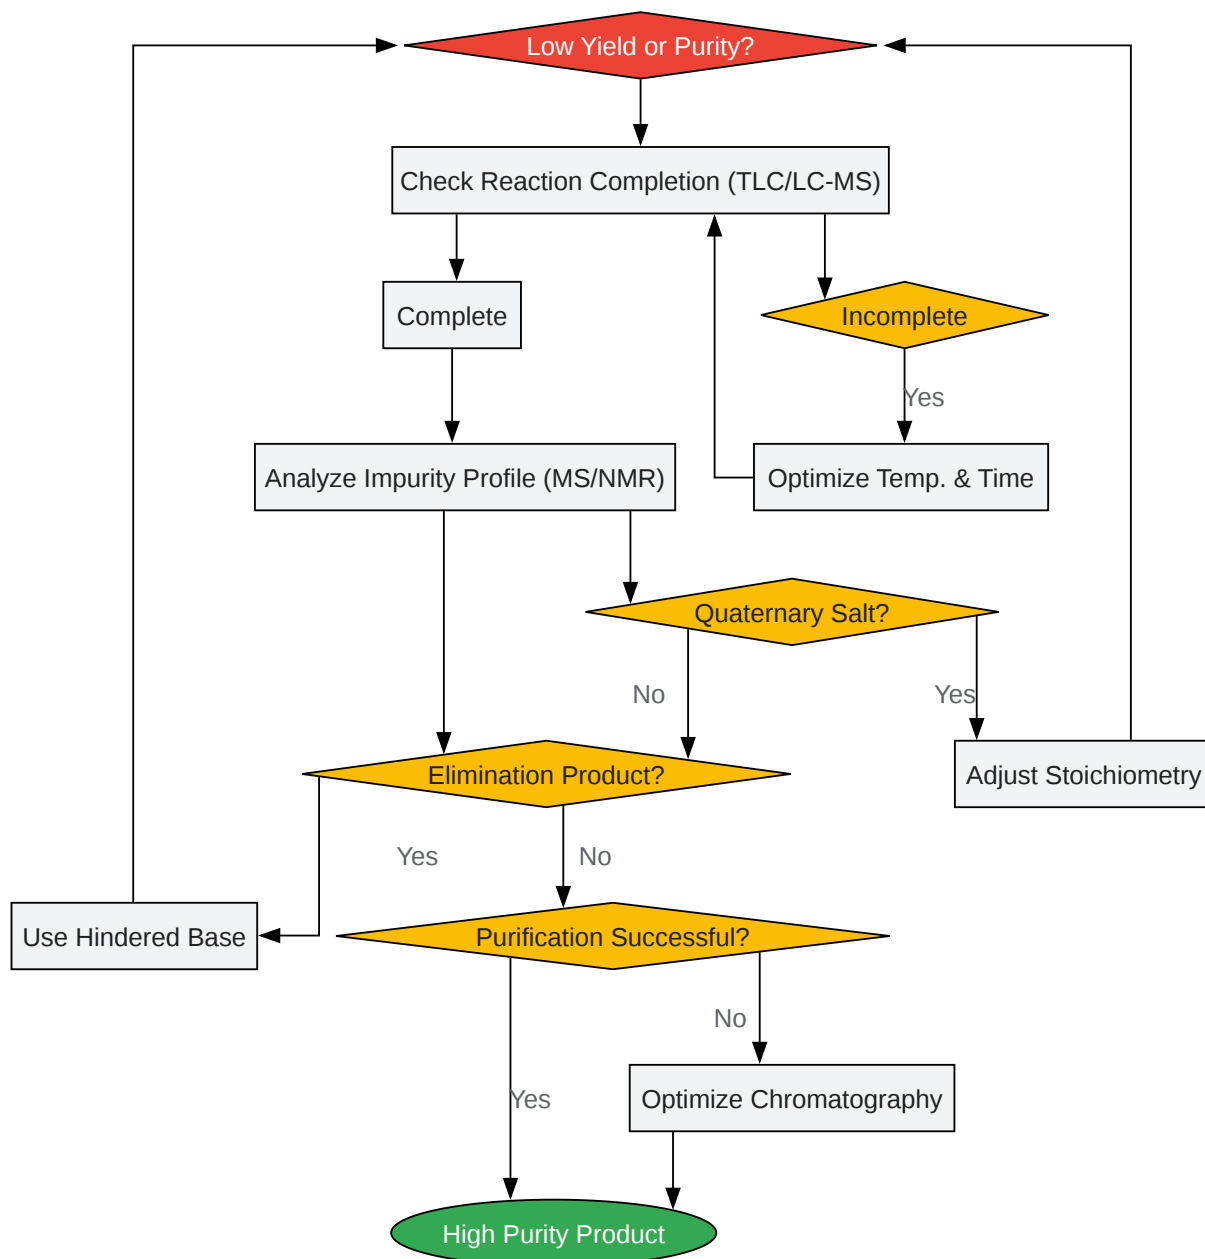 Low Yield or Purity?
Check Reaction Completion (TLC/LC-MS)
Complete
Incomplete
Yes
Analyze Impurity Profile (MS/NMR)
Optimize Temp. & Time
Quaternary Salt?
No
Yes
Elimination Product?
Adjust Stoichiometry
Yes
No
Use Hindered Base
Purification Successful?
No
Yes
Optimize Chromatography
High Purity Product